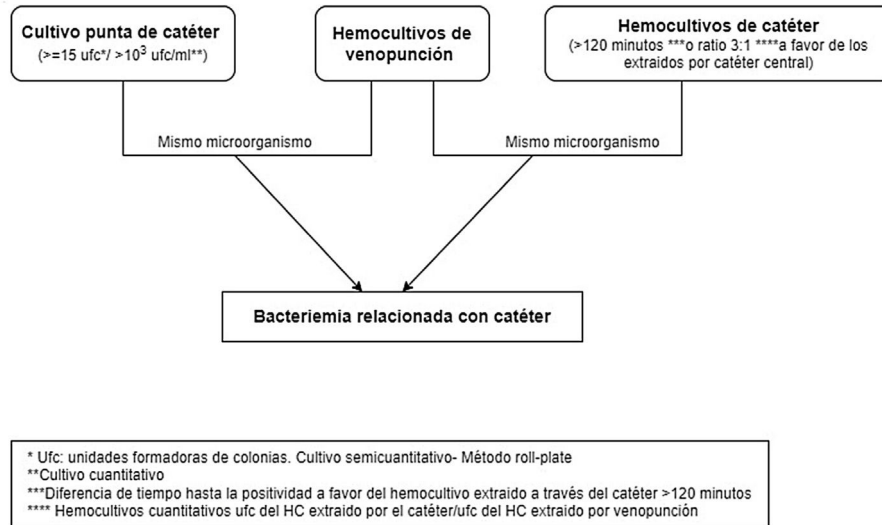 Cultivo punta de catéter
(>=15 ufc*/ >10³ ufc/ml**)
Hemocultivos de
venopunción
Hemocultivos de catéter
(>120 minutos ***o ratio 3:1 ****a favor de los
extraidos por catéter central)
Mismo microorganismo
Mismo microorganismo
Bacteriemia relacionada con catéter
* Ufc: unidades formadoras de colonias. Cultivo semicuantitativo- Método roll-plate
**Cultivo cuantitativo
***Diferencia de tiempo hasta la positividad a favor del hemocultivo extraido a través del catéter >120 minutos
**** Hemocultivos cuantitativos ufc del HC extraido por el catéter/ufc del HC extraido por venopunción